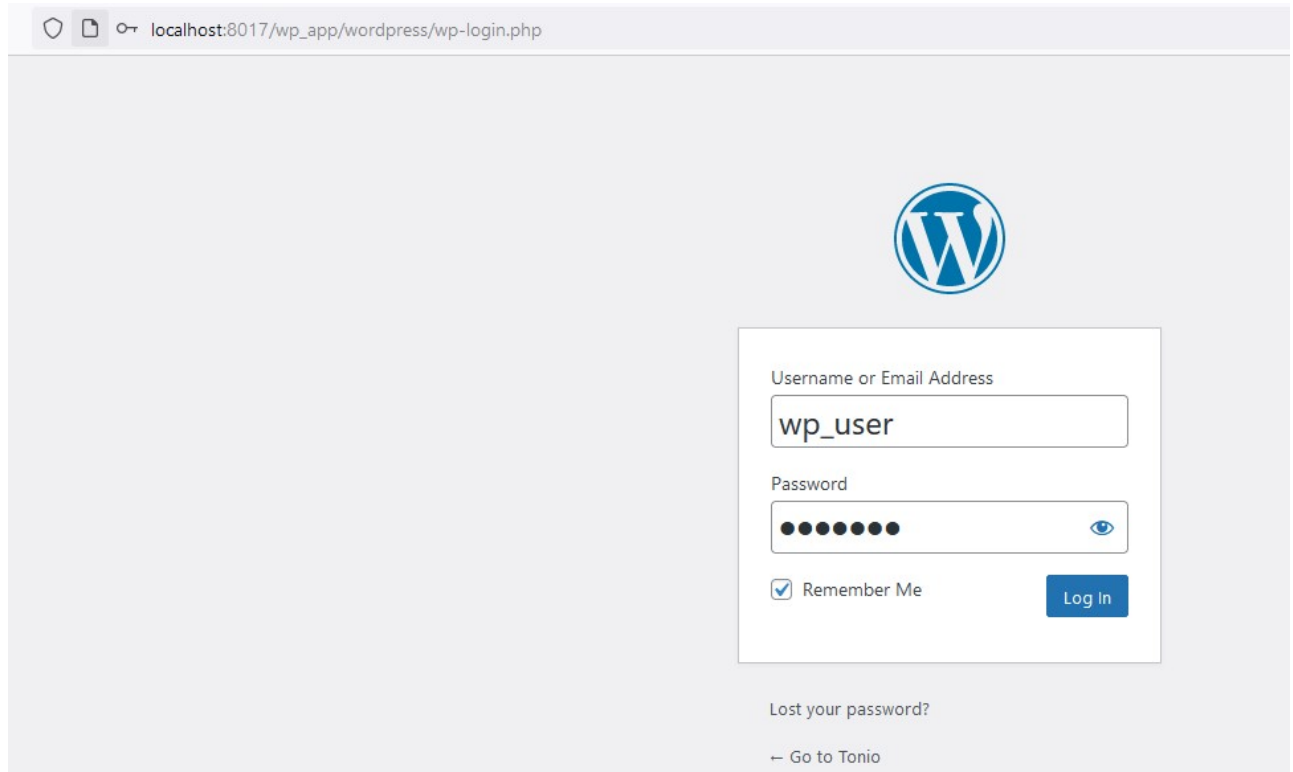 localhost:8017/wp_app/wordpress/wp-login.php
Username or Email Address
wp_user
Password
●●●●●●●
Remember Me
Log In
Lost your password?
← Go to Tonio